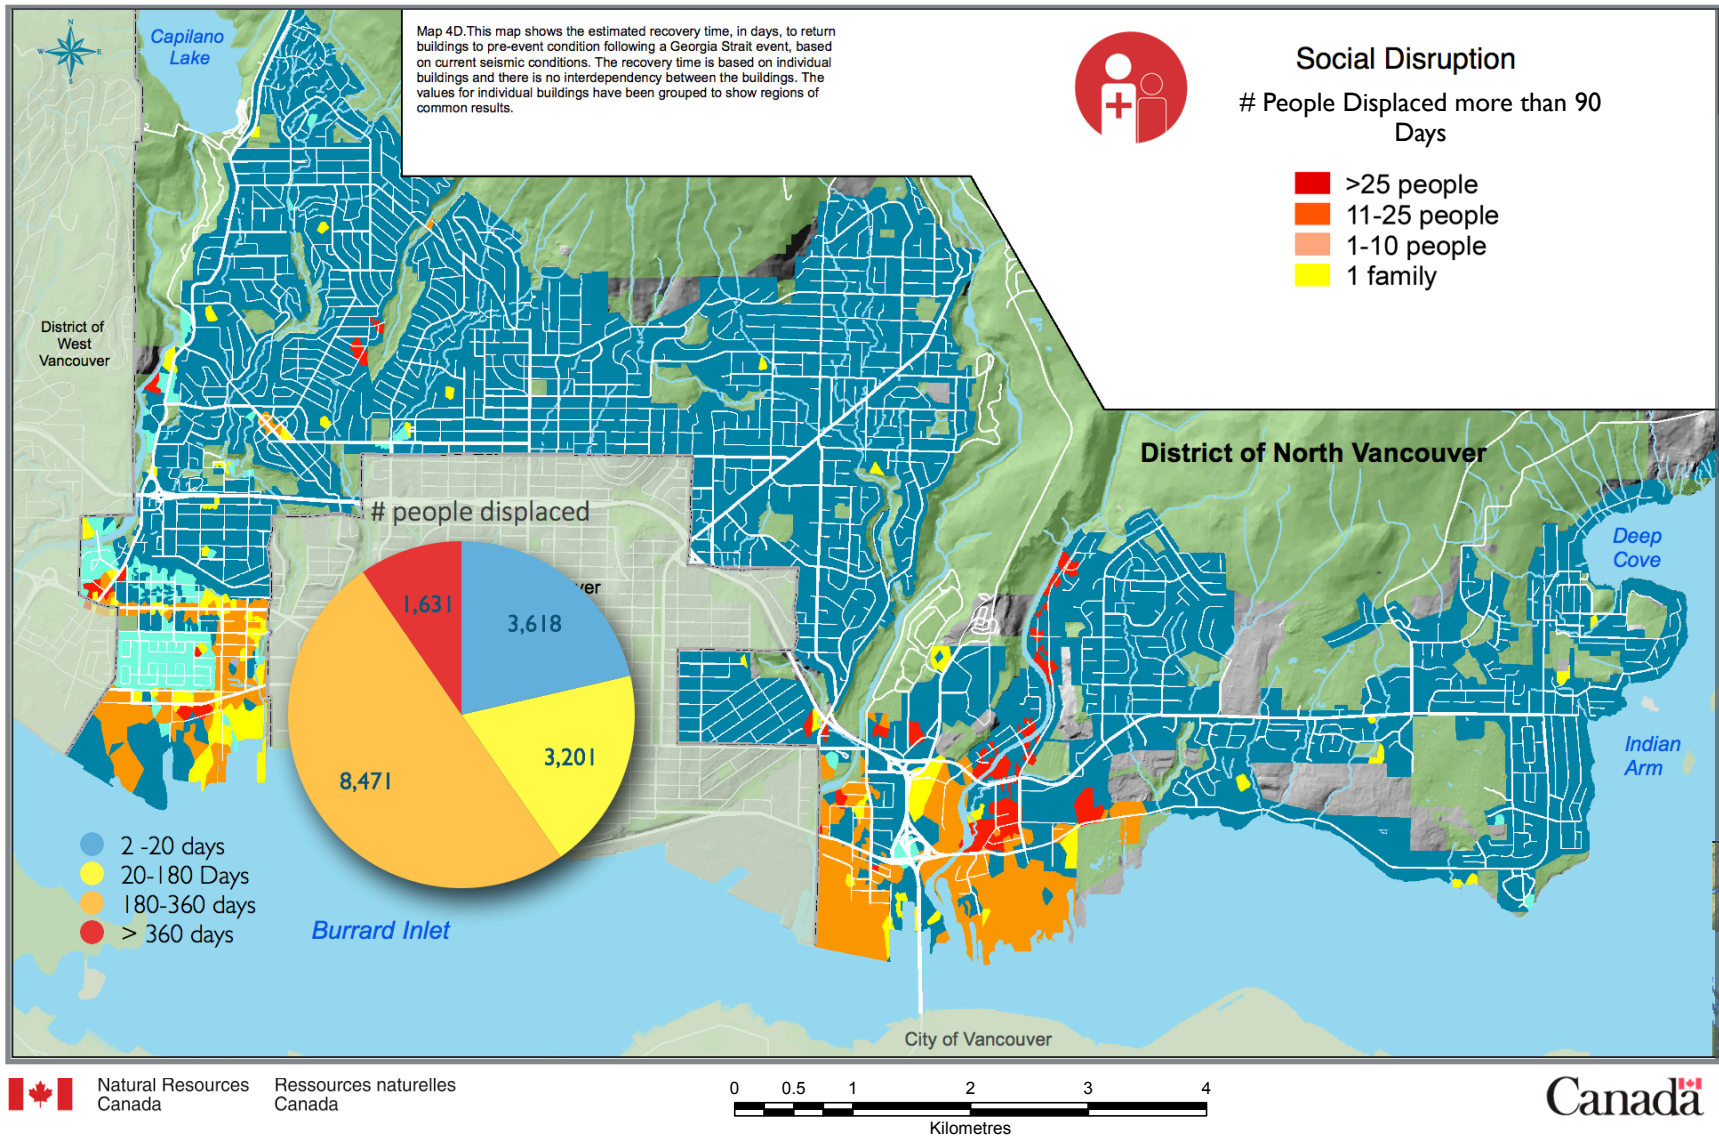 Map 4D.This map shows the estimated recovery time, in days, to return
buildings to pre-event condition following a Georgia Strait event, based
on current seismic conditions. The recovery time is based on individual
buildings and there is no interdependency between the buildings. The
values for individual buildings have been grouped to show regions of
common results.
Social Disruption
# People Displaced more than 90
Days
>25 people
11-25 people
1-10 people
1 family
N
W
E
S
Capilano
Lake
District of
West
Vancouver
District of North Vancouver
Deep
Cove
Indian
Arm
# people displaced
ver
1,631
3,618
3,201
8,471
2 -20 days
20-180 Days
180-360 days
> 360 days
Burrard Inlet
City of Vancouver
Natural Resources
Canada
Ressources naturelles
Canada
0 0.5 1 2 3 4
Kilometres
Canada